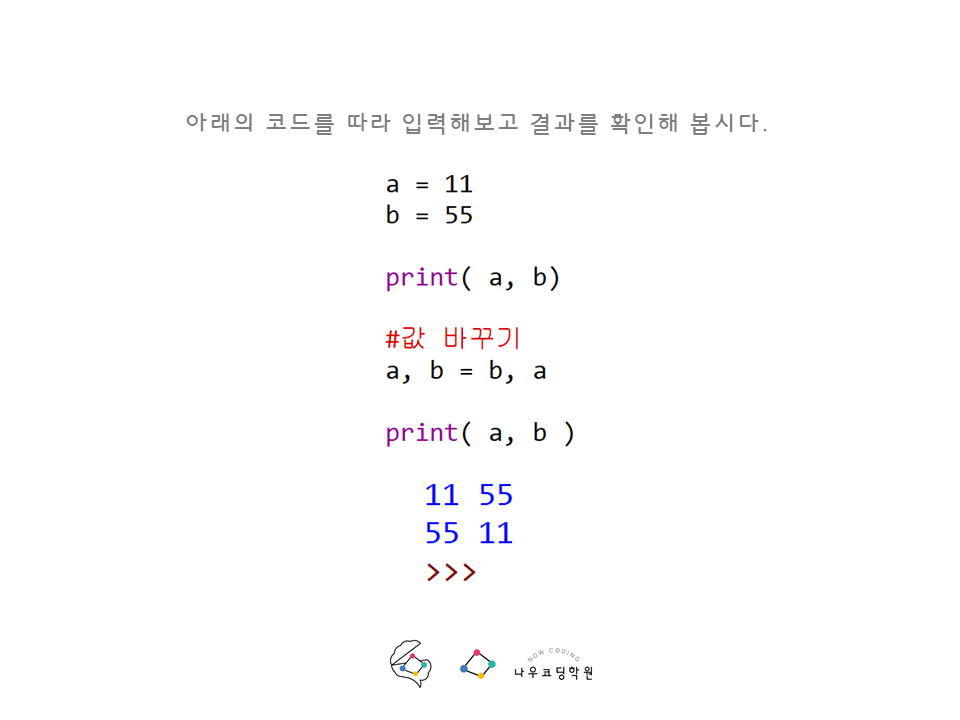 아래의 코드를 따라 입력해보고 결과를 확인해 봅시다.
a = 11
b = 55
print( a, b)
#값 바꾸기
a, b = b, a
print( a, b )
11 55
55 11
>>>
NOW CODING
나우코딩학원